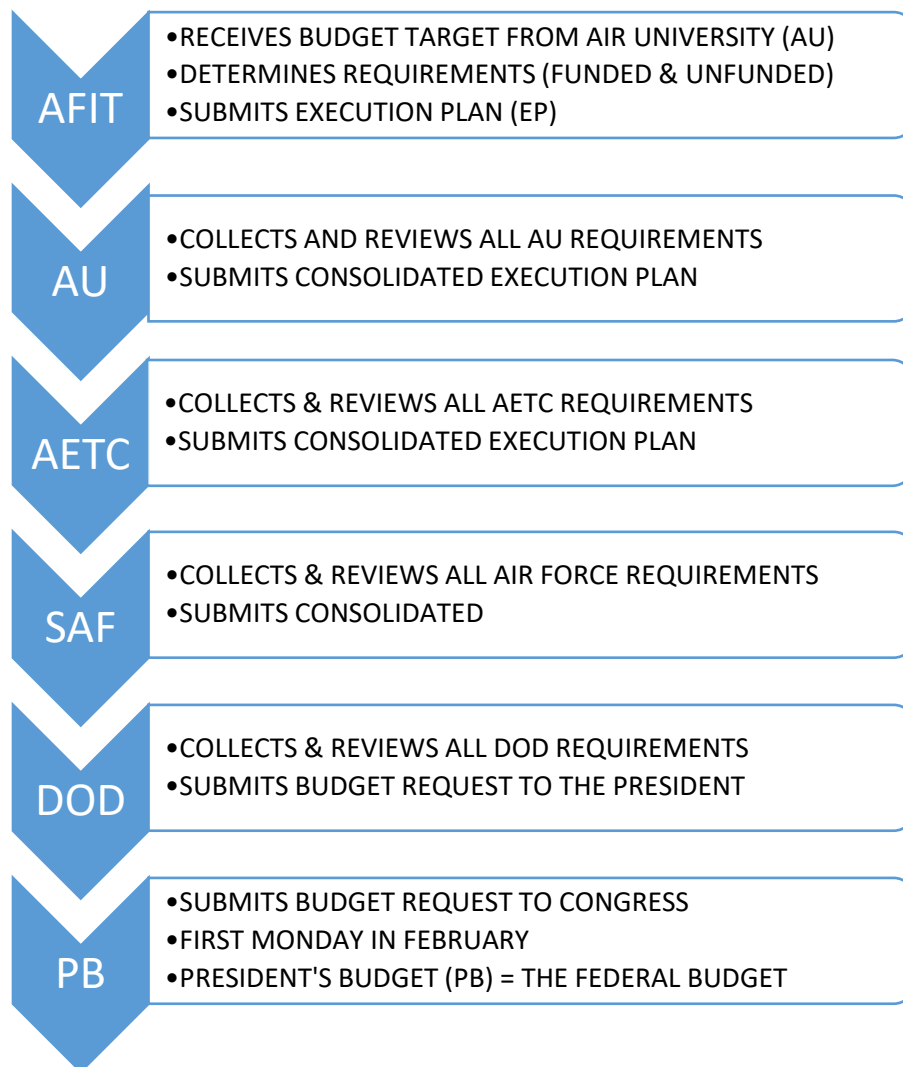 AFIT
•RECEIVES BUDGET TARGET FROM AIR UNIVERSITY (AU)
•DETERMINES REQUIREMENTS (FUNDED & UNFUNDED)
•SUBMITS EXECUTION PLAN (EP)
AU
•COLLECTS AND REVIEWS ALL AU REQUIREMENTS
•SUBMITS CONSOLIDATED EXECUTION PLAN
AETC
•COLLECTS & REVIEWS ALL AETC REQUIREMENTS
•SUBMITS CONSOLIDATED EXECUTION PLAN
SAF
•COLLECTS & REVIEWS ALL AIR FORCE REQUIREMENTS
•SUBMITS CONSOLIDATED
DOD
•COLLECTS & REVIEWS ALL DOD REQUIREMENTS
•SUBMITS BUDGET REQUEST TO THE PRESIDENT
PB
•SUBMITS BUDGET REQUEST TO CONGRESS
•FIRST MONDAY IN FEBRUARY
•PRESIDENT'S BUDGET (PB) = THE FEDERAL BUDGET